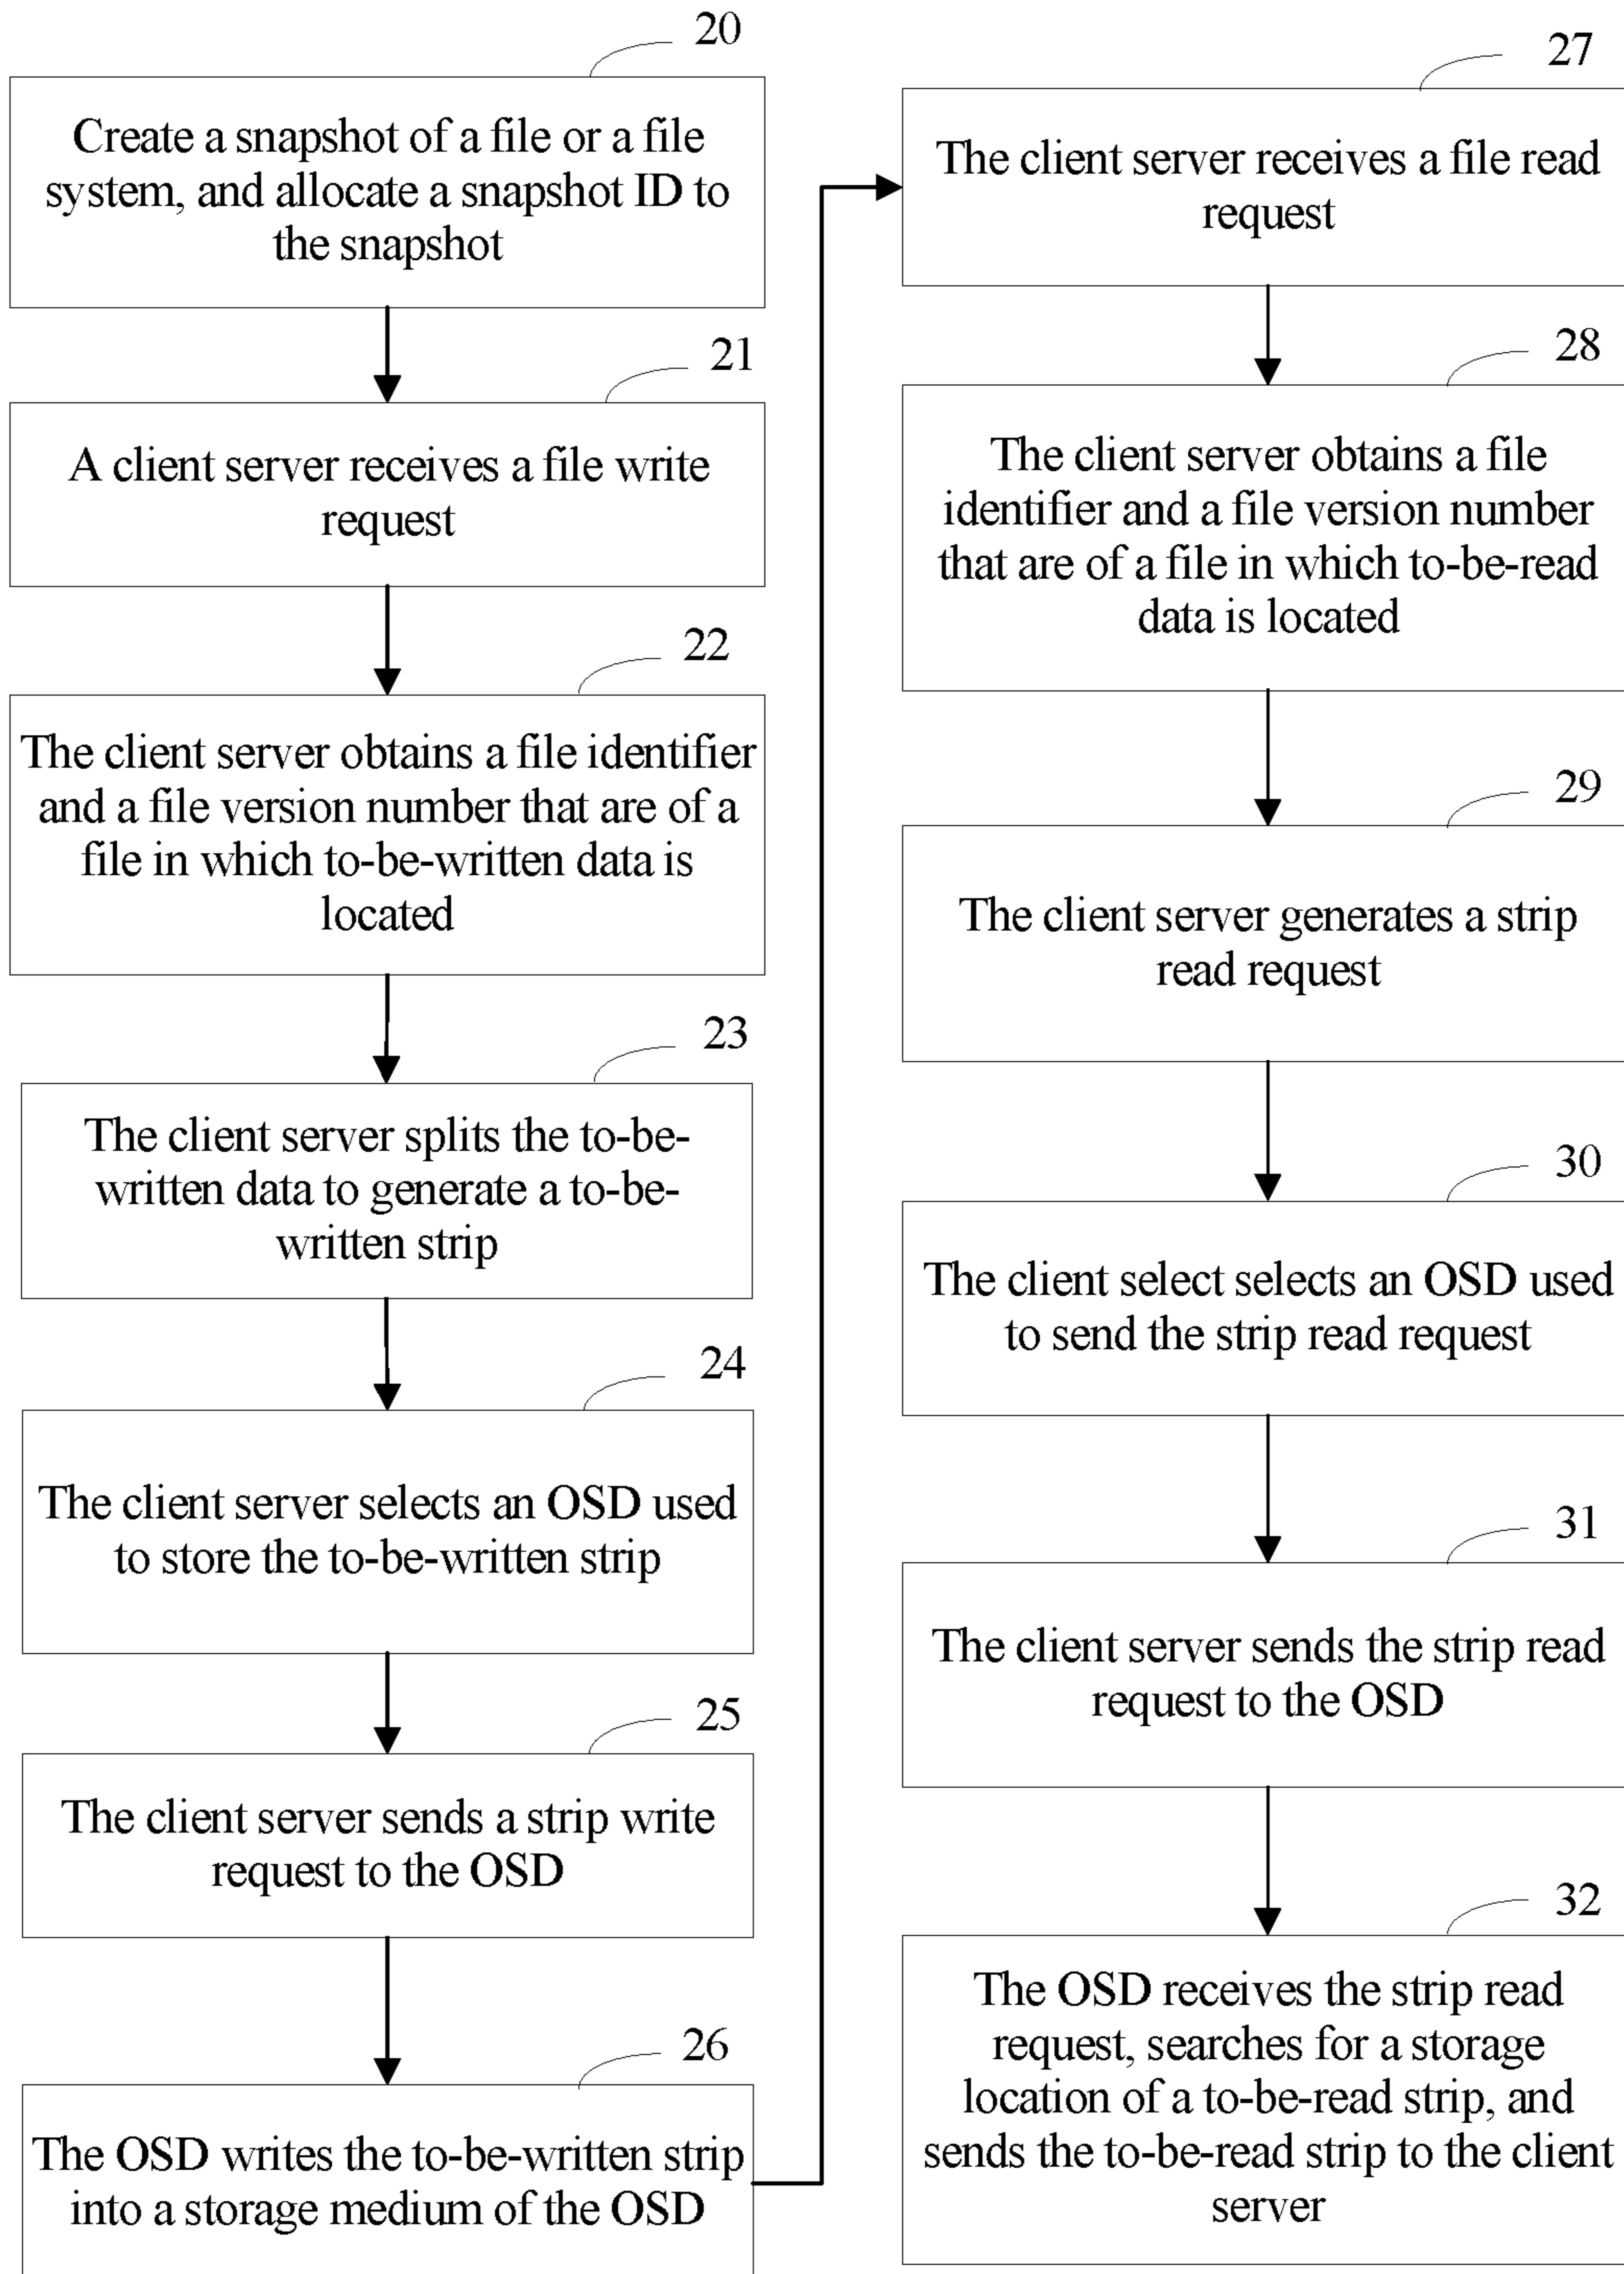 20
Create a snapshot of a file or a file
system, and allocate a snapshot ID to
the snapshot
21
A client server receives a file write
request
22
The client server obtains a file identifier
and a file version number that are of a
file in which to-be-written data is
located
23
The client server splits the to-be-
written data to generate a to-be-
written strip
24
The client server selects an OSD used
to store the to-be-written strip
25
The client server sends a strip write
request to the OSD
26
The OSD writes the to-be-written strip
into a storage medium of the OSD
27
The client server receives a file read
request
28
The client server obtains a file
identifier and a file version number
that are of a file in which to-be-read
data is located
29
The client server generates a strip
read request
30
The client select selects an OSD used
to send the strip read request
31
The client server sends the strip read
request to the OSD
32
The OSD receives the strip read
request, searches for a storage
location of a to-be-read strip, and
sends the to-be-read strip to the client
server